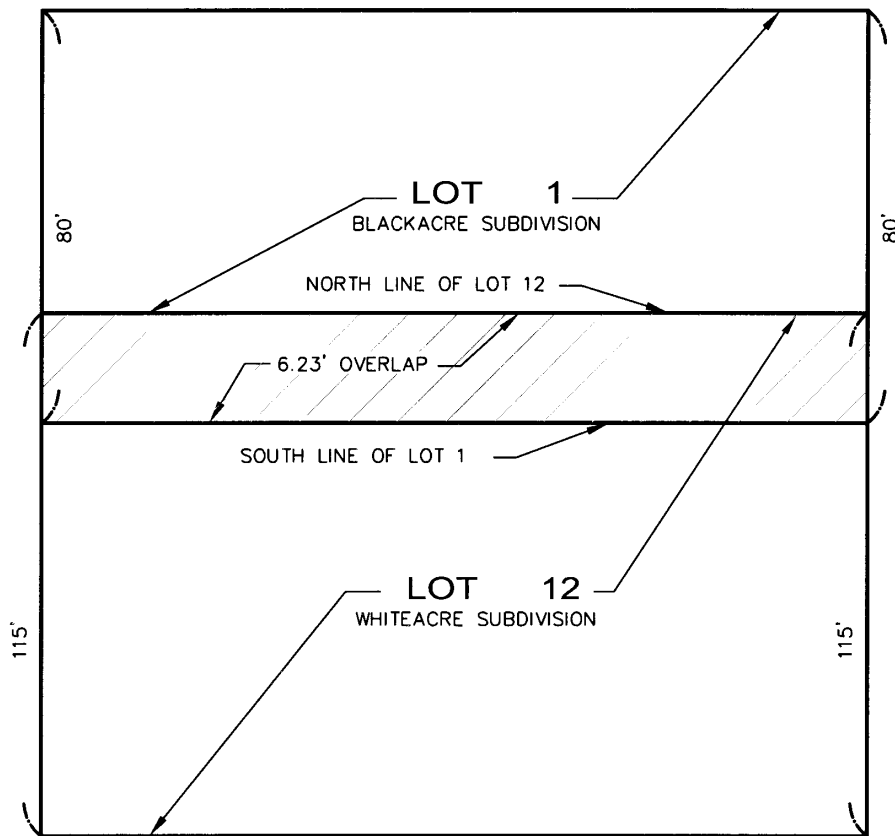 LOT 1
BLACKACRE SUBDIVISION
80'
80'
NORTH LINE OF LOT 12
6.23' OVERLAP
SOUTH LINE OF LOT 1
LOT 12
WHITEACRE SUBDIVISION
115'
115'